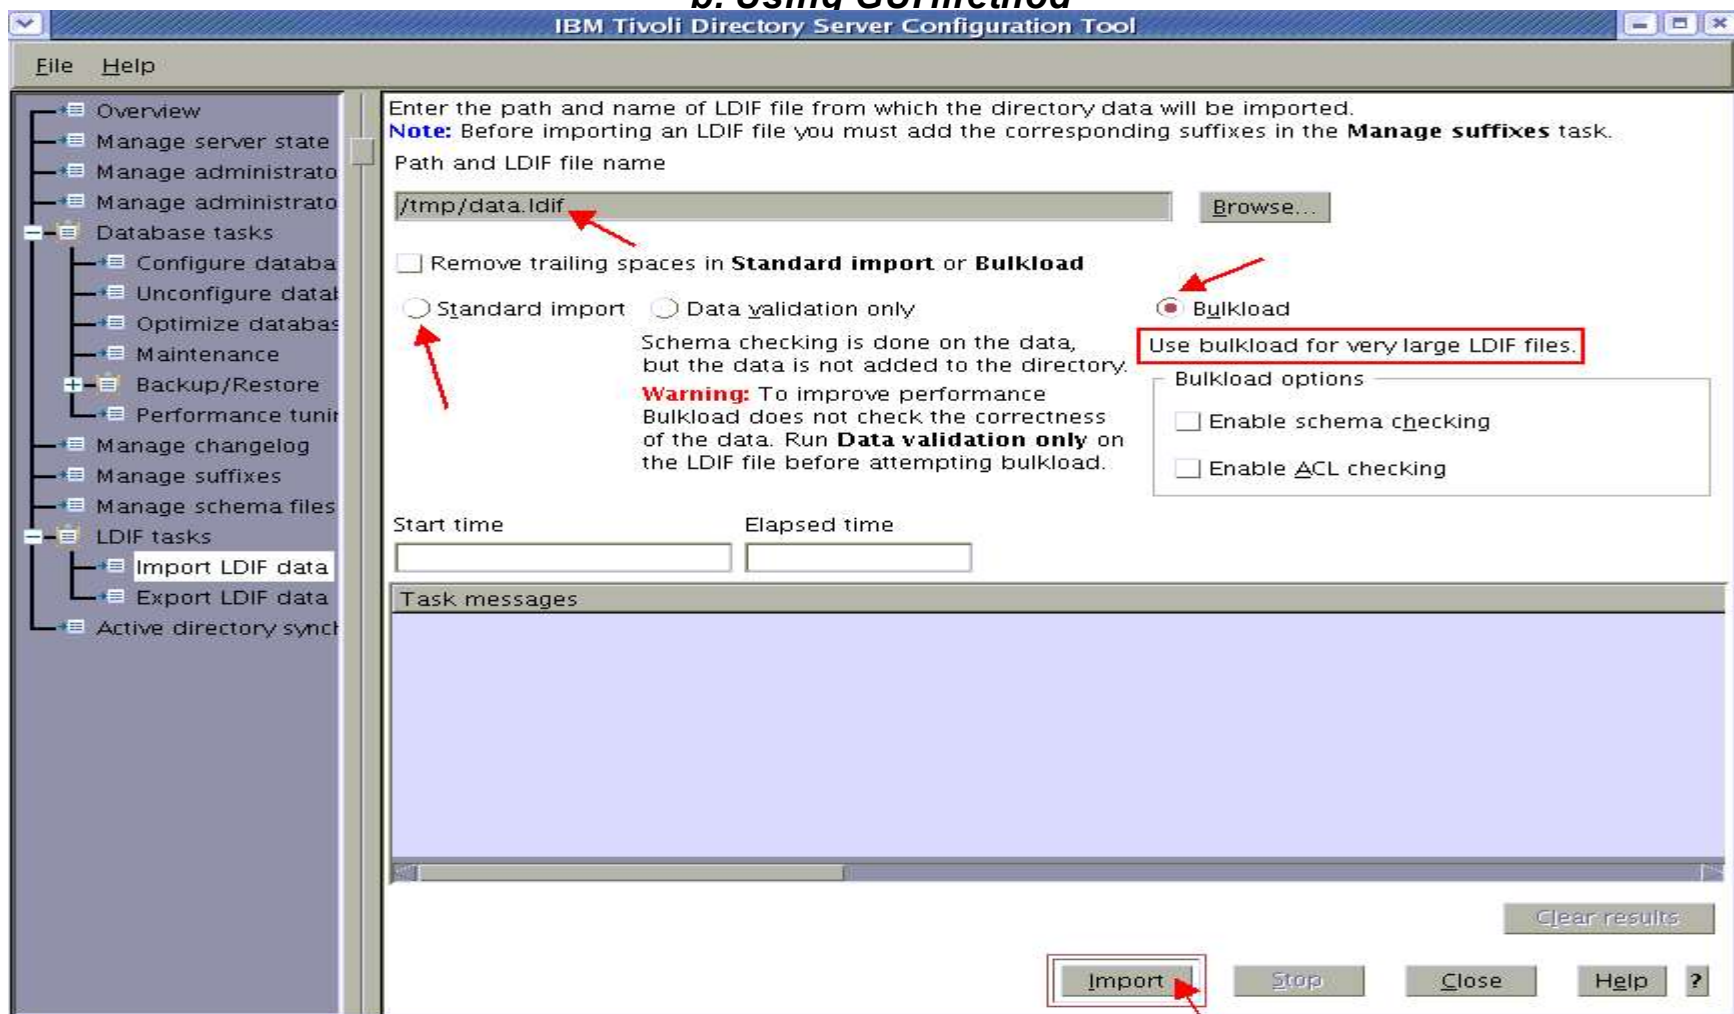 b. Using GUI method
IBM Tivoli Directory Server Configuration Tool
File Help
Overview
Manage server state
Manage administrato
Manage administrato
Database tasks
Configure databa
Unconfigure datab
Optimize databas
Maintenance
Backup/Restore
Performance tunin
Manage changelog
Manage suffixes
Manage schema files
LDIF tasks
Import LDIF data
Export LDIF data
Active directory synch
Enter the path and name of LDIF file from which the directory data will be imported.
Note: Before importing an LDIF file you must add the corresponding suffixes in the Manage suffixes task.
Path and LDIF file name
/tmp/data.ldif
Browse...
Remove trailing spaces in Standard import or Bulkload
Standard import
Data validation only
Schema checking is done on the data,
but the data is not added to the directory.
Warning: To improve performance
Bulkload does not check the correctness
of the data. Run Data validation only on
the LDIF file before attempting bulkload.
Bulkload
Use bulkload for very large LDIF files.
Bulkload options
Enable schema checking
Enable ACL checking
Start time Elapsed time
Task messages
Clear results
Import Stop Close Help ?